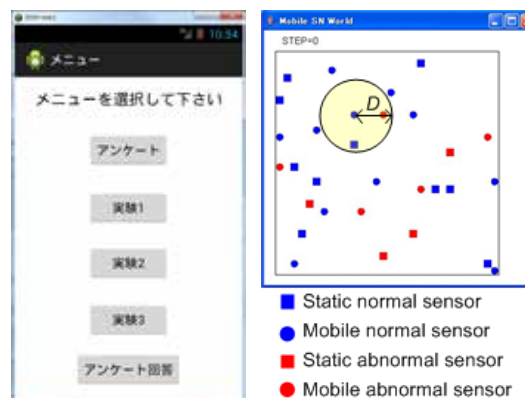 10:54
メニュー
メニューを選択して下さい
アンケート
実験1
実験2
実験3
アンケート回答
Mobile SN World
STEP=0
D
Static normal sensor
Mobile normal sensor
Static abnormal sensor
Mobile abnormal sensor